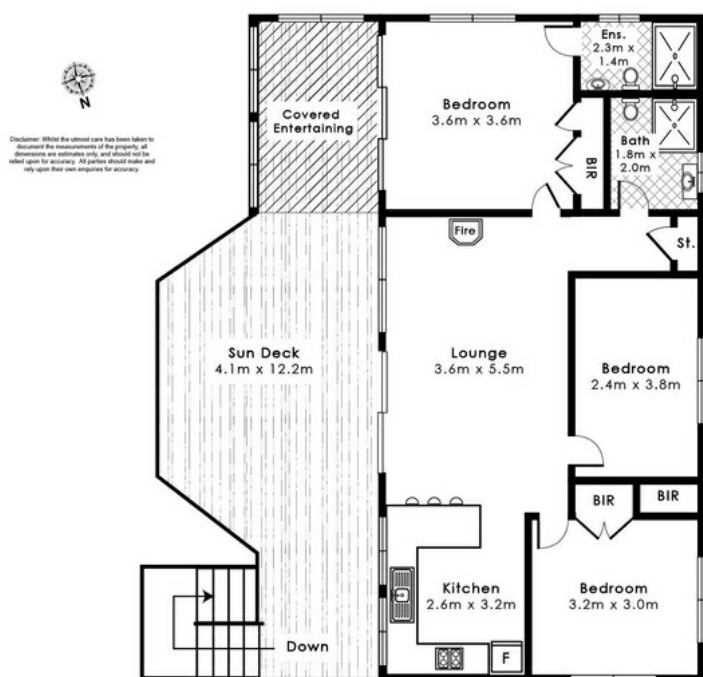 N
Disclaimer: Whilst the utmost care has been taken to
document the measurements of the property, all
dimensions are estimates only, and should not be
relied upon for accuracy. All parties should make and
rely upon their own enquiries for accuracy.
Covered
Entertaining
Bedroom
3.6m x 3.6m
Ens.
2.3m x
1.4m
BIR
Bath
1.8m x
2.0m
St.
Fire
Sun Deck
4.1m x 12.2m
Lounge
3.6m x 5.5m
Bedroom
2.4m x 3.8m
BIR
BIR
Kitchen
2.6m x 3.2m
Bedroom
3.2m x 3.0m
F
Down